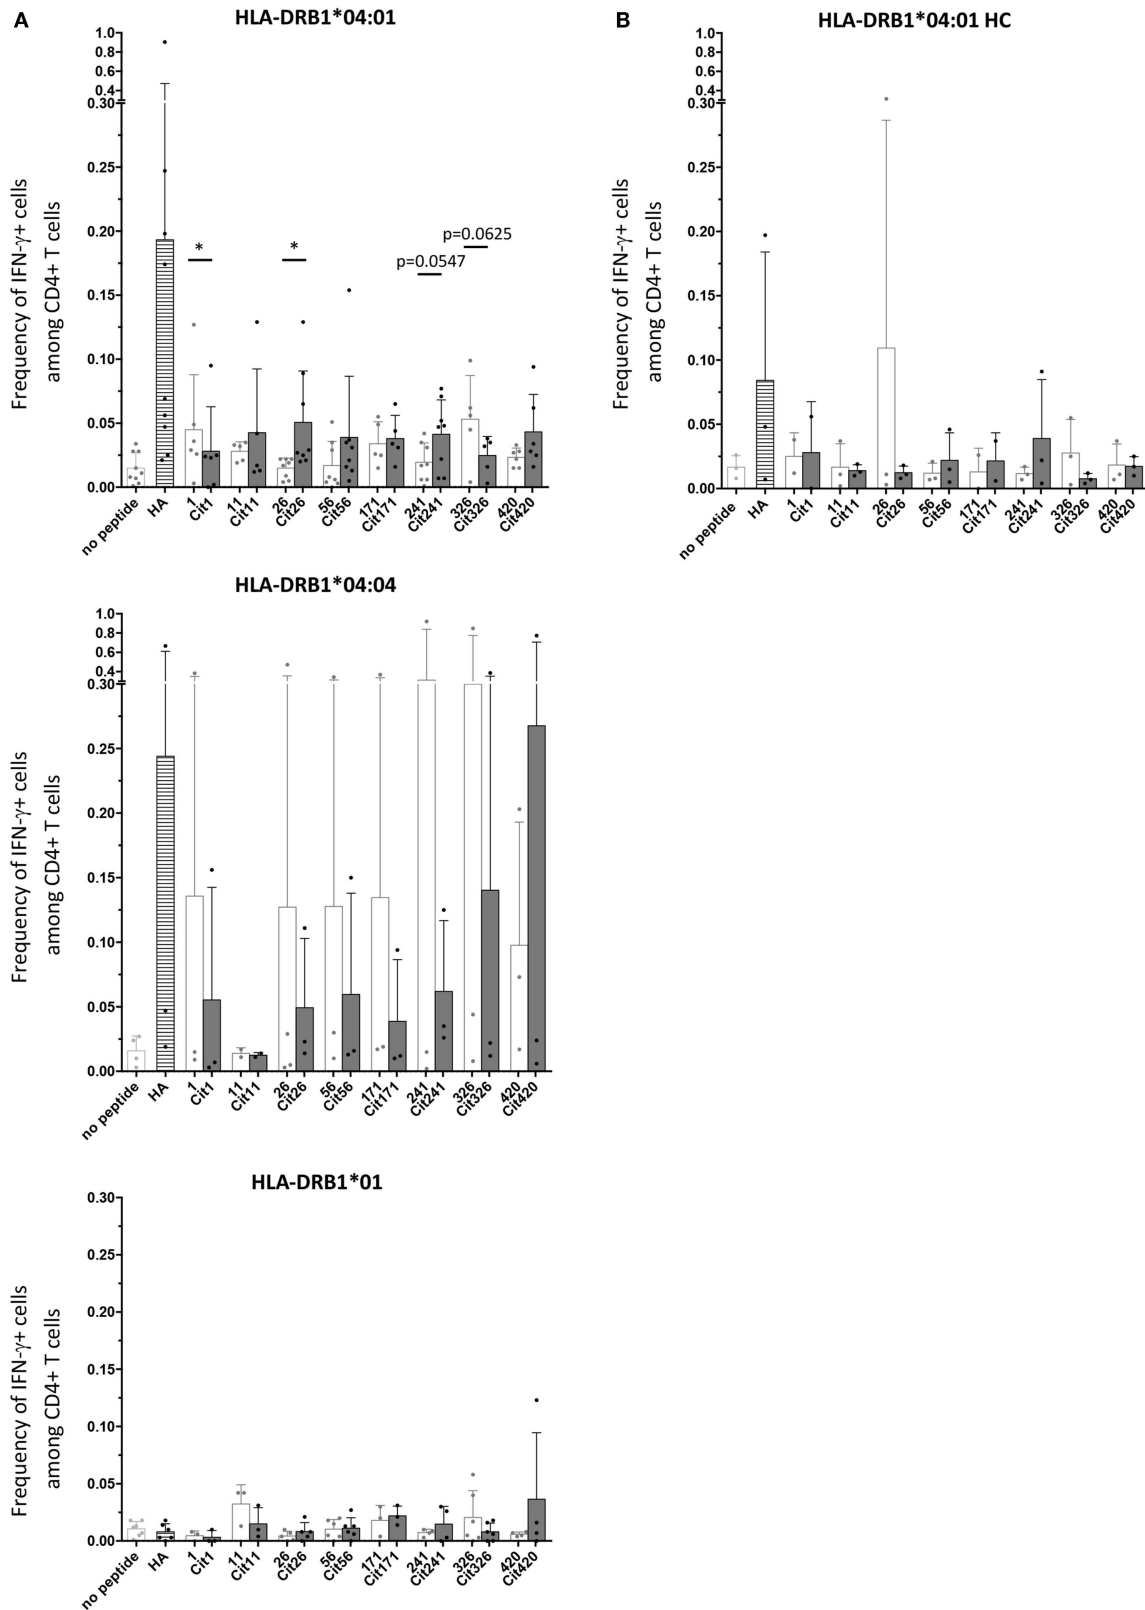 A
HLA-DRB1*04:01
Frequency of IFN-γ+ cells
among CD4+ T cells
1.0
0.8
0.6
0.4
0.30
0.25
0.20
0.15
0.10
0.05
0.00
*
*
p=0.0547
p=0.0625
no peptide
HA
1
Cit1
11
Cit11
26
Cit26
56
Cit56
171
Cit171
241
Cit241
326
Cit326
420
Cit420
B
HLA-DRB1*04:01 HC
Frequency of IFN-γ+ cells
among CD4+ T cells
1.0
0.8
0.6
0.4
0.30
0.25
0.20
0.15
0.10
0.05
0.00
no peptide
HA
1
Cit1
11
Cit11
26
Cit26
56
Cit56
171
Cit171
241
Cit241
326
Cit326
420
Cit420
HLA-DRB1*04:04
Frequency of IFN-γ+ cells
among CD4+ T cells
1.0
0.8
0.6
0.4
0.30
0.25
0.20
0.15
0.10
0.05
0.00
no peptide
HA
1
Cit1
11
Cit11
26
Cit26
56
Cit56
171
Cit171
241
Cit241
326
Cit326
420
Cit420
HLA-DRB1*01
Frequency of IFN-γ+ cells
among CD4+ T cells
0.30
0.25
0.20
0.15
0.10
0.05
0.00
no peptide
HA
1
Cit1
11
Cit11
26
Cit26
56
Cit56
171
Cit171
241
Cit241
326
Cit326
420
Cit420